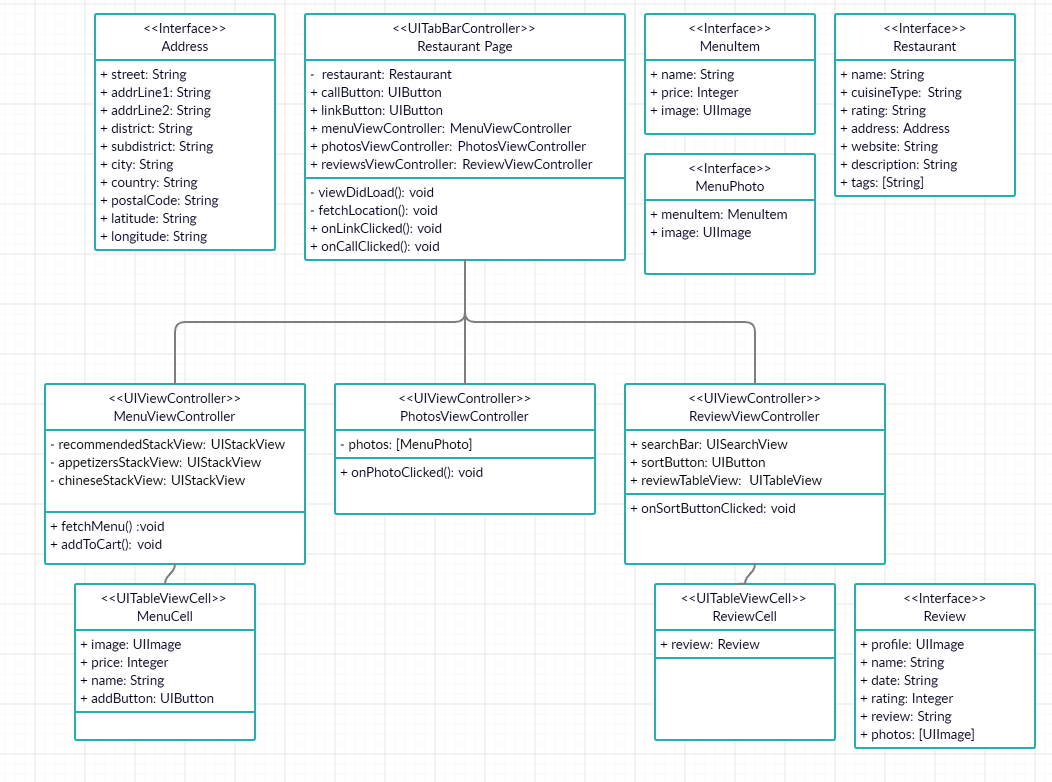 <<Interface>>
Address
+ street: String
+ addrLine1: String
+ addrLine2: String
+ district: String
+ subdistrict: String
+ city: String
+ country: String
+ postalCode: String
+ latitude: String
+ longitude: String
<<UITabBarController>>
Restaurant Page
- restaurant: Restaurant
+ callButton: UIButton
+ linkButton: UIButton
+ menuViewController: MenuViewController
+ photosViewController: PhotosViewController
+ reviewsViewController: ReviewViewController
- viewDidLoad(): void
- fetchLocation(): void
+ onLinkClicked(): void
+ onCallClicked(): void
<<Interface>>
MenuItem
+ name: String
+ price: Integer
+ image: UIImage
<<Interface>>
MenuPhoto
+ menuItem: MenuItem
+ image: UIImage
<<Interface>>
Restaurant
+ name: String
+ cuisineType: String
+ rating: String
+ address: Address
+ website: String
+ description: String
+ tags: [String]
<<UIViewController>>
MenuViewController
- recommendedStackView: UIStackView
- appetizersStackView: UIStackView
- chineseStackView: UIStackView
+ fetchMenu() :void
+ addToCart(): void
<<UIViewController>>
PhotosViewController
- photos: [MenuPhoto]
+ onPhotoClicked(): void
<<UIViewController>>
ReviewViewController
+ searchBar: UISearchView
+ sortButton: UIButton
+ reviewTableView: UITableView
+ onSortButtonClicked: void
<<UITableViewCell>>
MenuCell
+ image: UIImage
+ price: Integer
+ name: String
+ addButton: UIButton
<<UITableViewCell>>
ReviewCell
+ review: Review
<<Interface>>
Review
+ profile: UIImage
+ name: String
+ date: String
+ rating: Integer
+ review: String
+ photos: [UIImage]